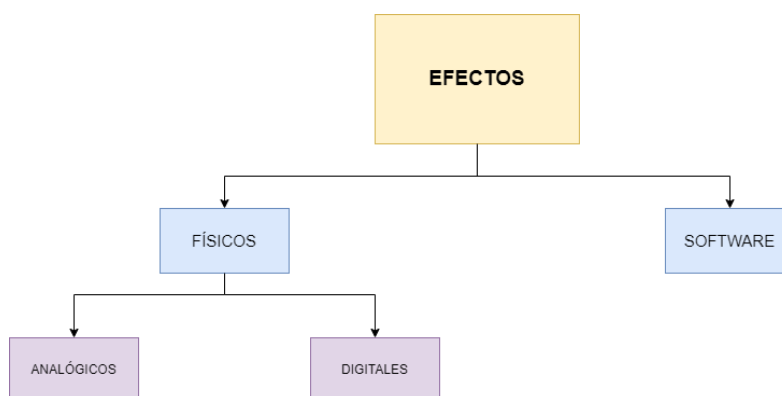 EFECTOS
FÍSICOS
SOFTWARE
ANALÓGICOS
DIGITALES